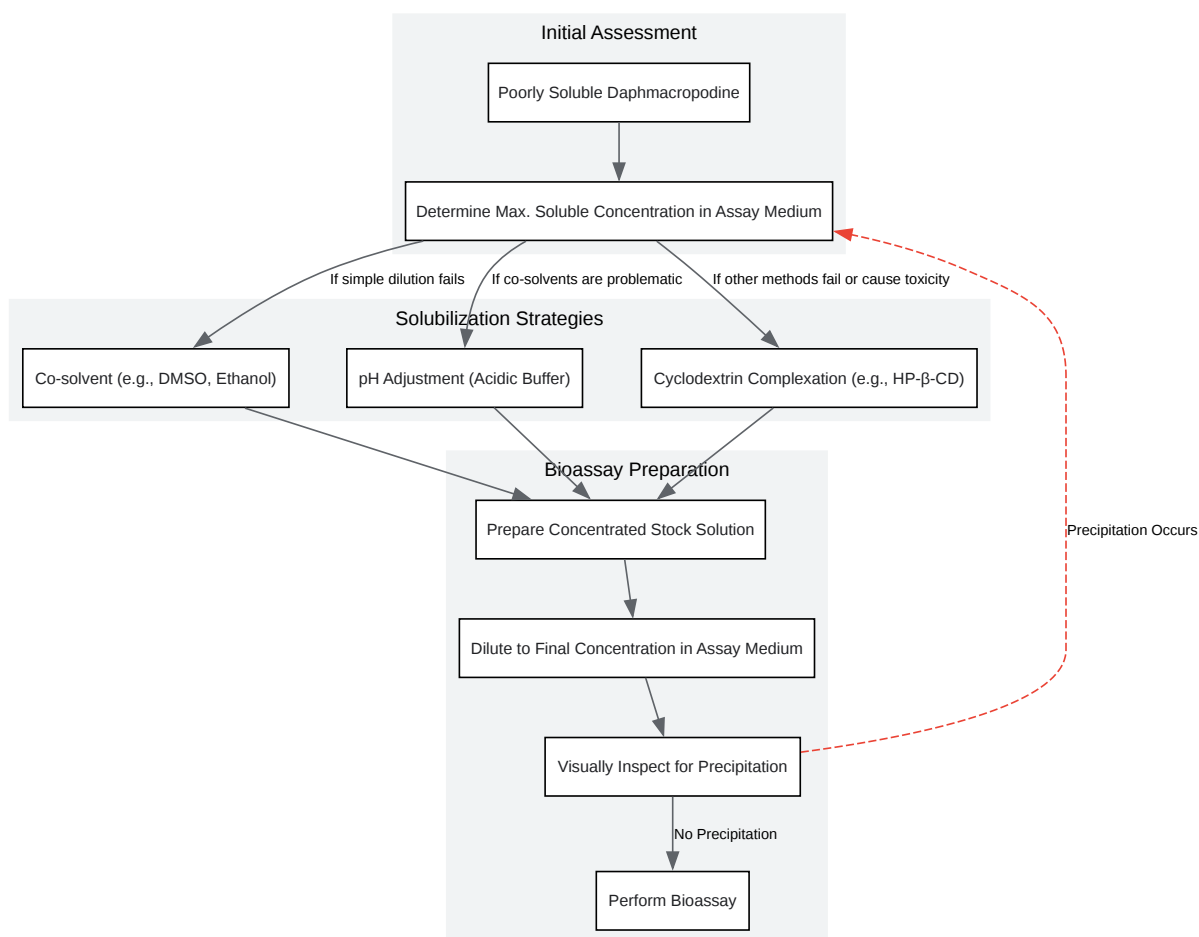 Initial Assessment
Poorly Soluble Daphmacropodine
Determine Max. Soluble Concentration in Assay Medium
If simple dilution fails
If co-solvents are problematic
If other methods fail or cause toxicity
Solubilization Strategies
Co-solvent (e.g., DMSO, Ethanol)
pH Adjustment (Acidic Buffer)
Cyclodextrin Complexation (e.g., HP-β-CD)
Bioassay Preparation
Prepare Concentrated Stock Solution
Precipitation Occurs
Dilute to Final Concentration in Assay Medium
Visually Inspect for Precipitation
No Precipitation
Perform Bioassay